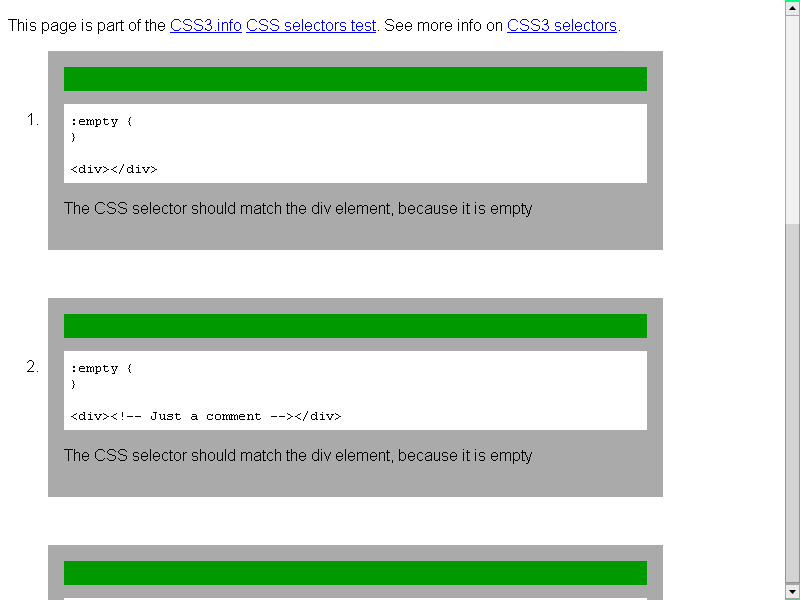 This page is part of the CSS3.info CSS selectors test. See more info on CSS3 selectors.
1.
:empty {
}
<div></div>
The CSS selector should match the div element, because it is empty
2.
:empty {
}
<div><!-- Just a comment --></div>
The CSS selector should match the div element, because it is empty